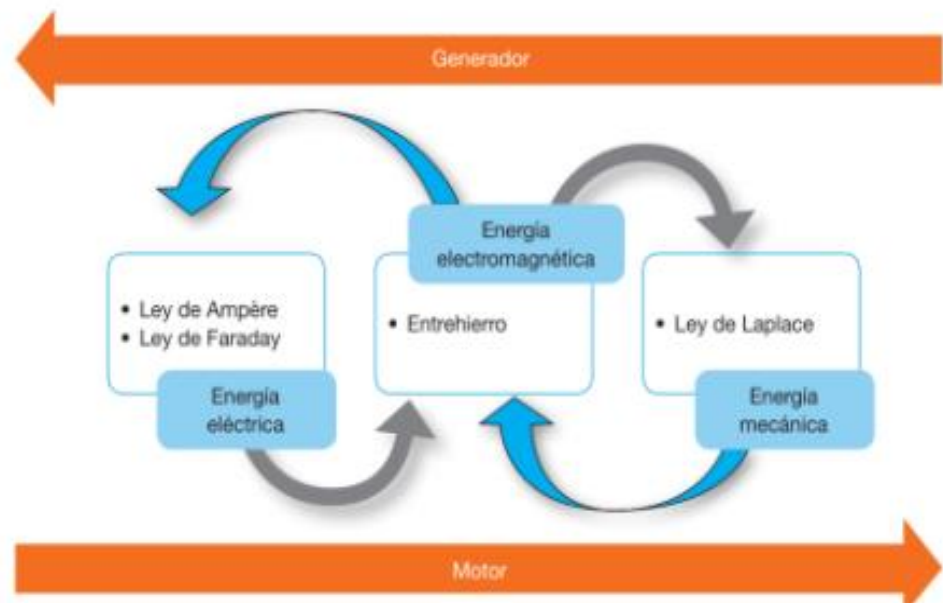 Generador
Energía
electromagnética
• Ley de Ampère
• Ley de Faraday
• Entrehierro
• Ley de Laplace
Energía
eléctrica
Energía
mecánica
Motor